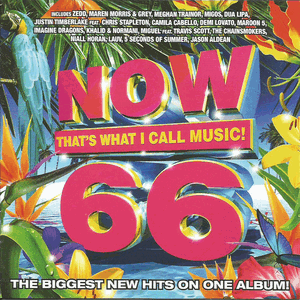 INCLUDES ZEDD, MAREN MORRIS & GREY, MEGHAN TRAINOR, MIGOS, DUA LIPA,
JUSTIN TIMBERLAKE FEAT. CHRIS STAPLETON, CAMILA CABELLO, DEMI LOVATO, MAROON 5,
IMAGINE DRAGONS, KHALID & NORMANI, MIGUEL FEAT. TRAVIS SCOTT, THE CHAINSMOKERS,
NIALL HORAN, LAUV, 5 SECONDS OF SUMMER, JASON ALDEAN
NOW
THAT'S WHAT I CALL MUSIC!
66
THE BIGGEST NEW HITS ON ONE ALBUM!